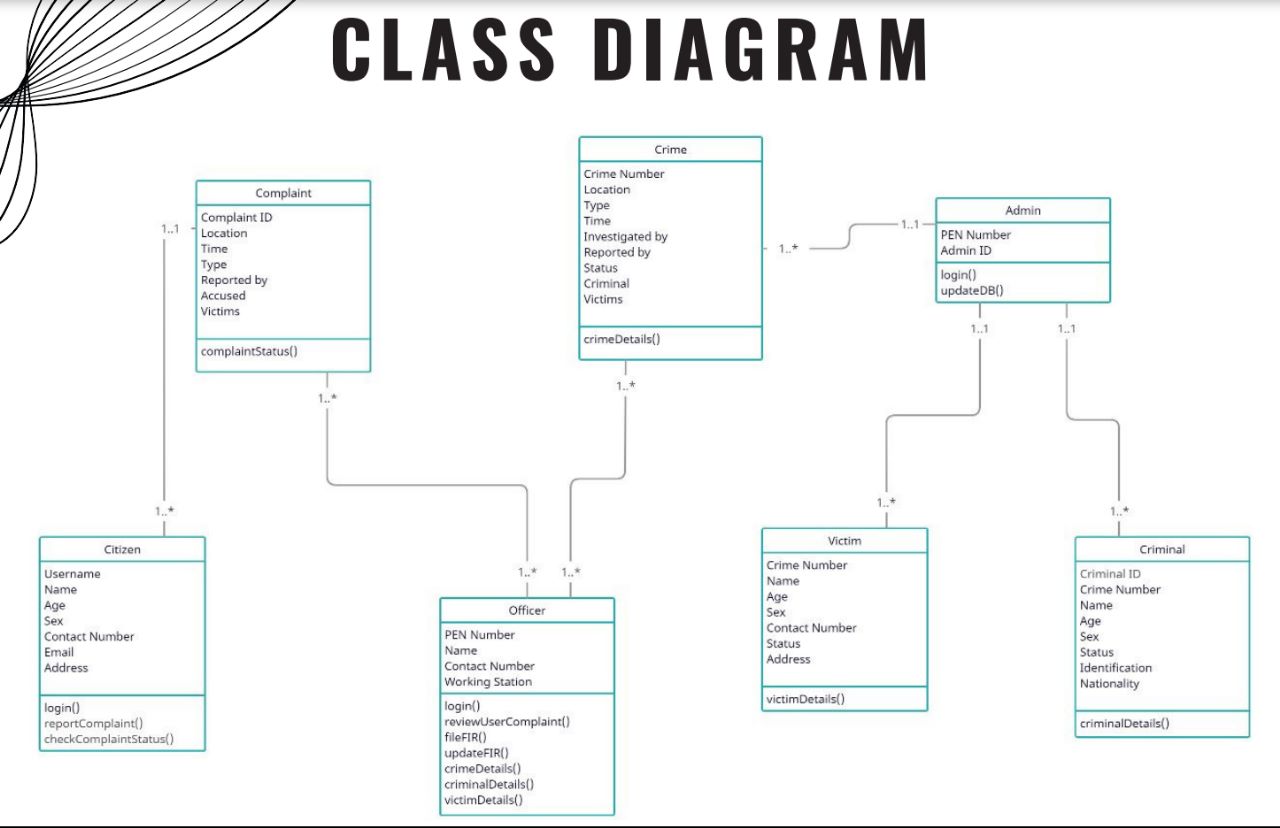 CLASS DIAGRAM
Complaint
Complaint ID
Location
Time
Type
Reported by
Accused
Victims
complaintStatus()
1..1
1..*
Crime
Crime Number
Location
Type
Time
Investigated by
Reported by
Status
Criminal
Victims
crimeDetails()
1..*
1..1
1..*
Admin
PEN Number
Admin ID
login()
updateDB()
1..1
1..1
1..*
Citizen
Username
Name
Age
Sex
Contact Number
Email
Address
login()
reportComplaint()
checkComplaintStatus()
1..*
1..*
Officer
PEN Number
Name
Contact Number
Working Station
login()
reviewUserComplaint()
fileFIR()
updateFIR()
crimeDetails()
criminalDetails()
victimDetails()
1..*
Victim
Crime Number
Name
Age
Sex
Contact Number
Status
Address
victimDetails()
1..*
Criminal
Criminal ID
Crime Number
Name
Age
Sex
Status
Identification
Nationality
criminalDetails()